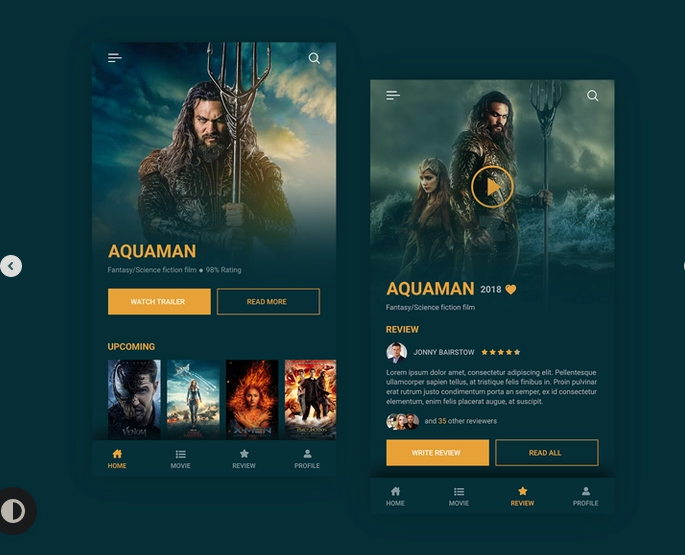 AQUAMAN
Fantasy/Science fiction film ● 98% Rating
WATCH TRAILER
READ MORE
UPCOMING
VENOM
X-MEN
HOME
MOVIE
REVIEW
PROFILE
AQUAMAN 2018
Fantasy/Science fiction film
REVIEW
JONNY BAIRSTOW
Lorem ipsum dolor amet, consectetur adipiscing elit. Pellentesque
ullamcorper sapien tellus, at tristique felis finibus in. Proin pulvinar
erat rutrum justo condimentum porta an semper, ex id consectetur
elementum, enim felis placerat augue, at suscipit.
and 35 other reviewers
WRITE REVIEW
READ ALL
HOME
MOVIE
REVIEW
PROFILE